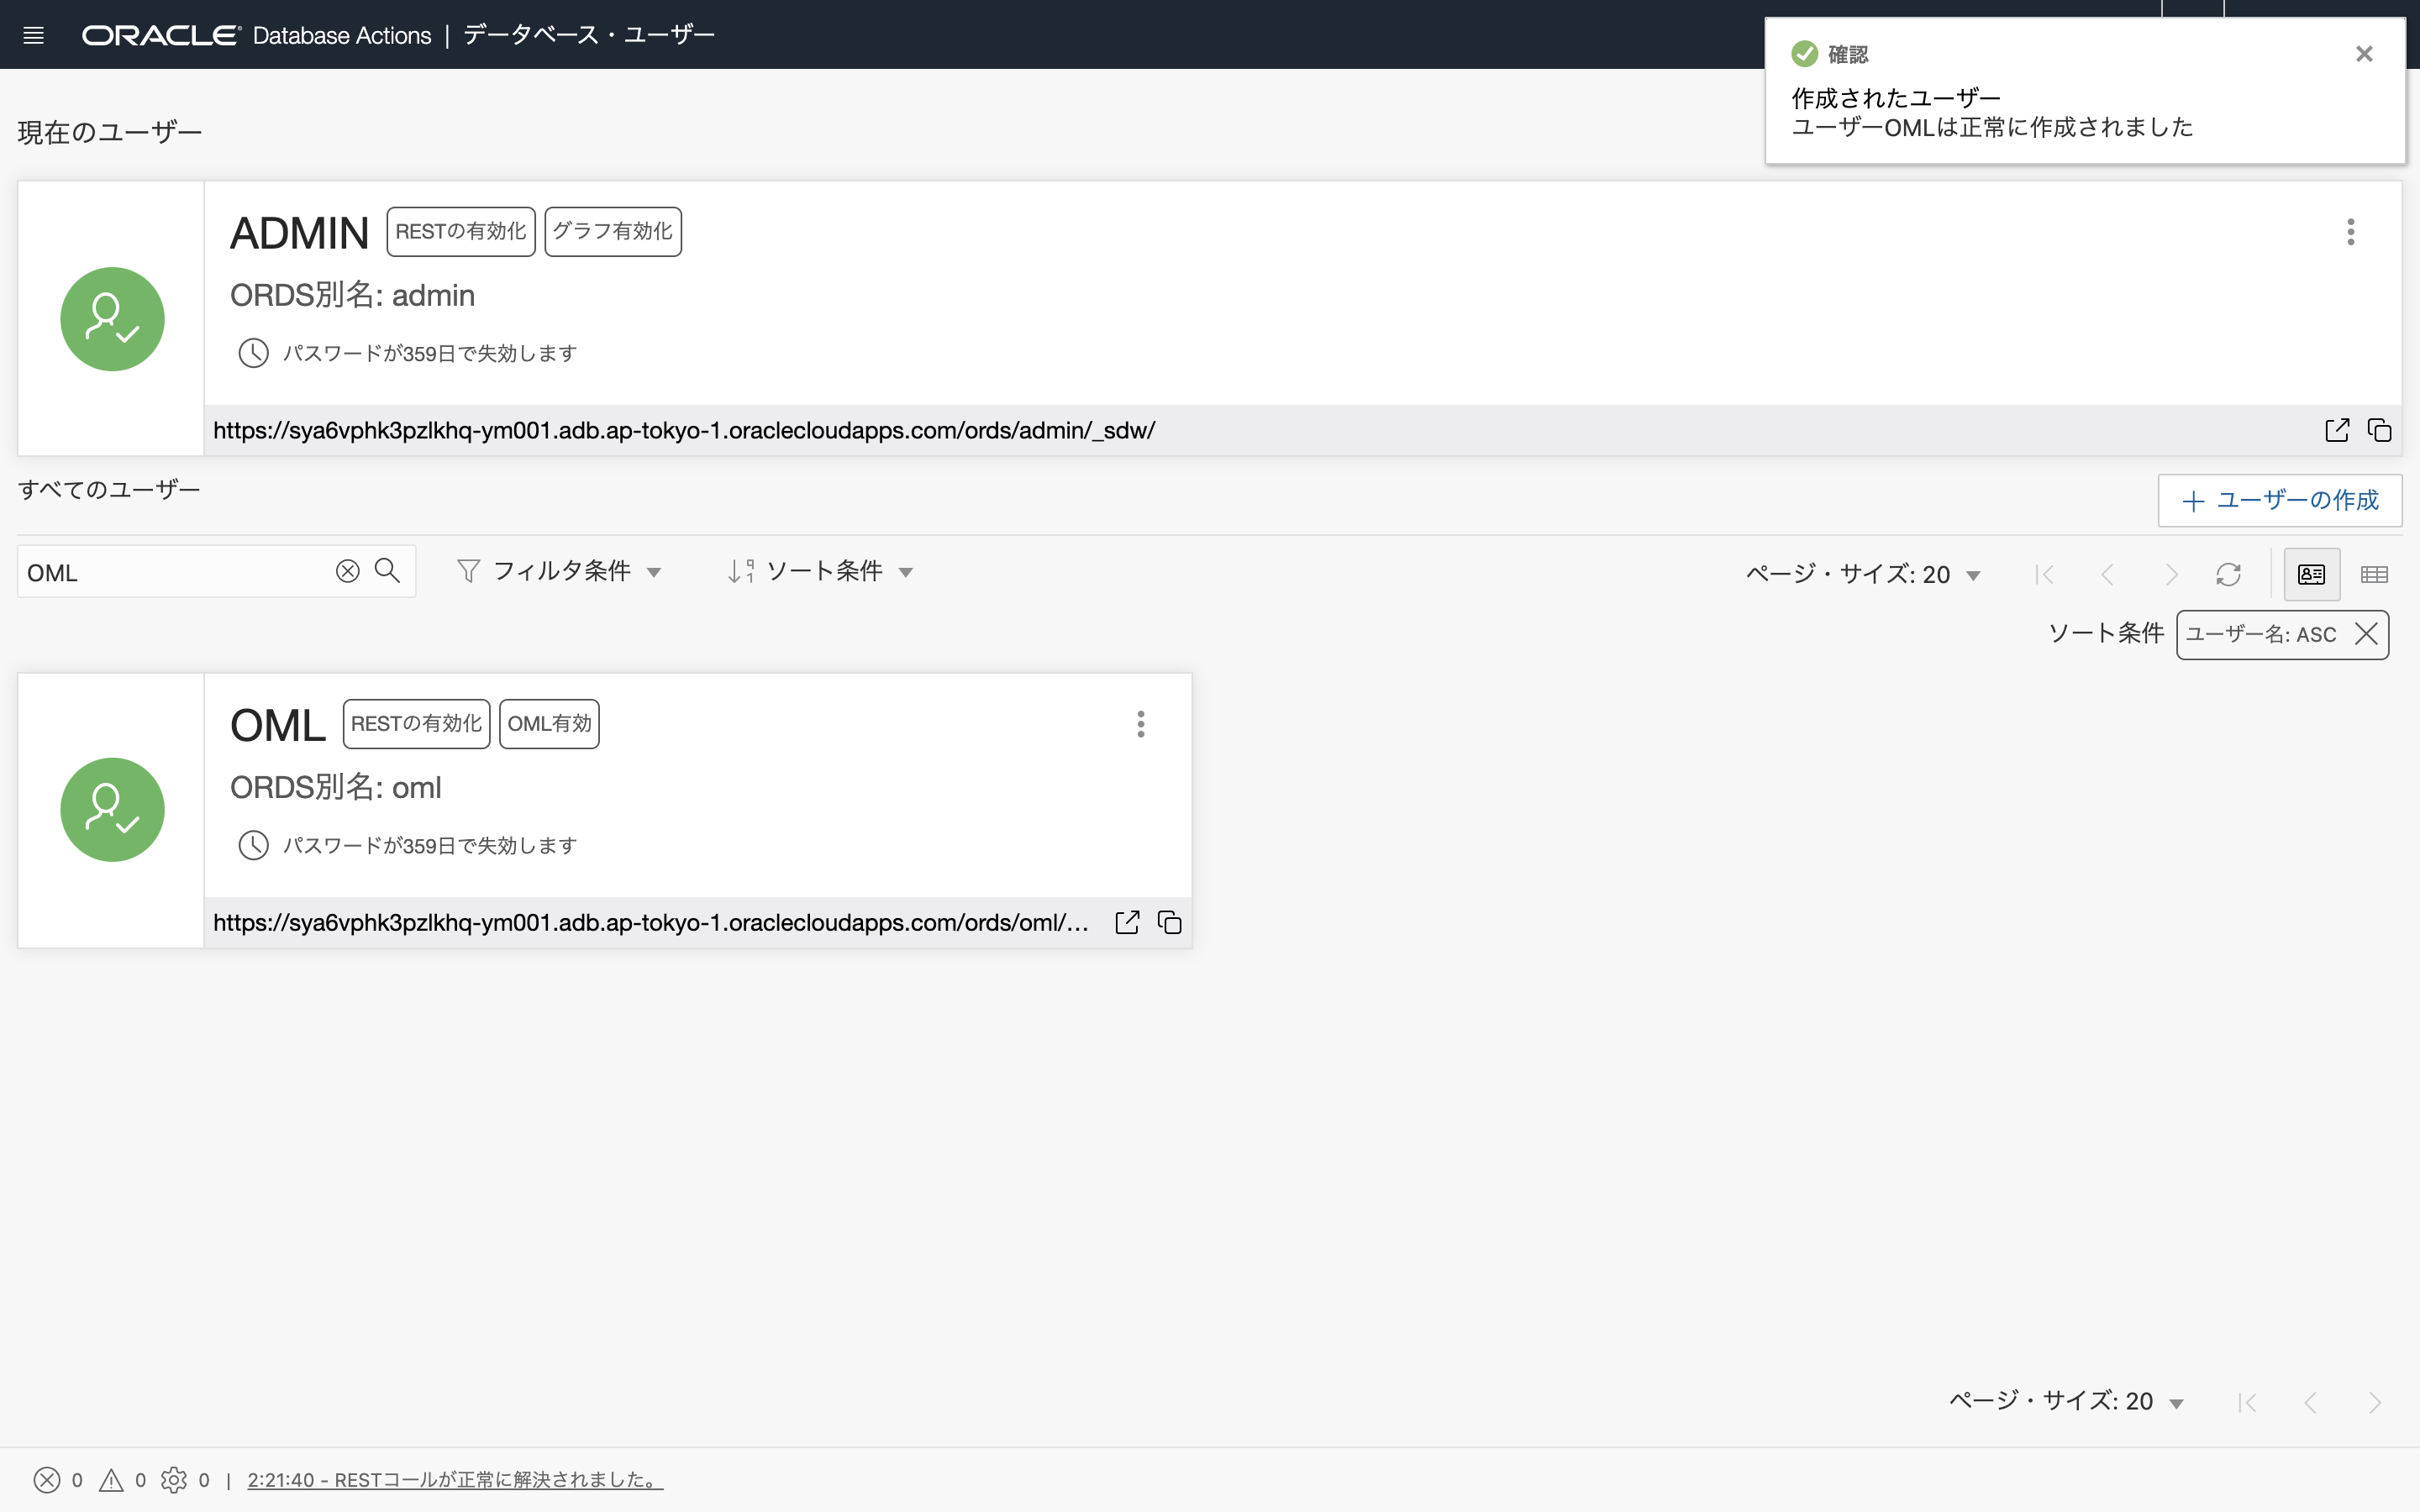 ORACLE Database Actions | データベース・ユーザー
確認
作成されたユーザー
ユーザーOMLは正常に作成されました
現在のユーザー
ADMIN RESTの有効化 グラフ有効化
ORDS別名: admin
パスワードが359日で失効します
https://sya6vphk3pzlkhq-ym001.adb.ap-tokyo-1.oraclecloudapps.com/ords/admin/_sdw/
すべてのユーザー
ユーザーの作成
OML フィルタ条件 ソート条件 ページ・サイズ: 20
ソート条件 ユーザー名: ASC
OML RESTの有効化 OML有効
ORDS別名: oml
パスワードが359日で失効します
https://sya6vphk3pzlkhq-ym001.adb.ap-tokyo-1.oraclecloudapps.com/ords/oml/...
ページ・サイズ: 20
0 0 0 | 2:21:40 - RESTコールが正常に解決されました。